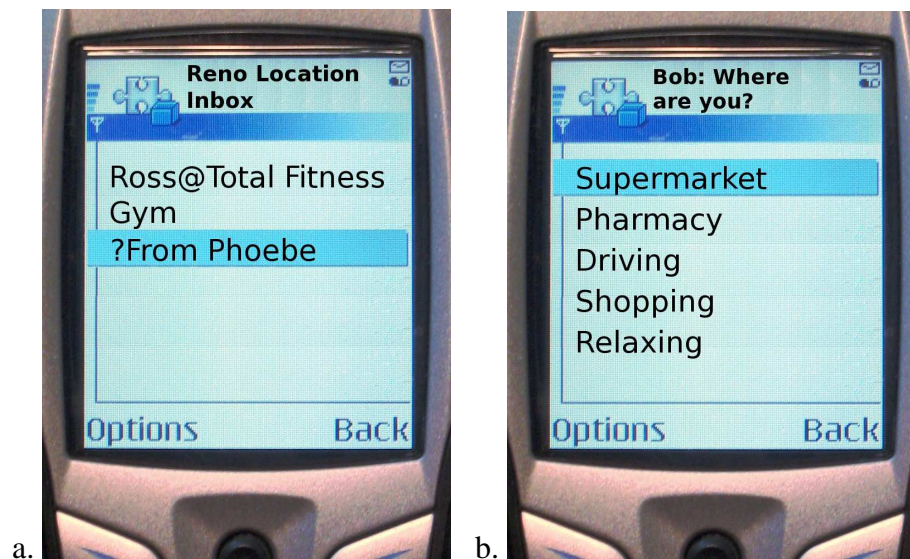 Reno Location
Inbox
Ross@Total Fitness
Gym
?From Phoebe
Options Back
a.
Bob: Where
are you?
Supermarket
Pharmacy
Driving
Shopping
Relaxing
Options Back
b.